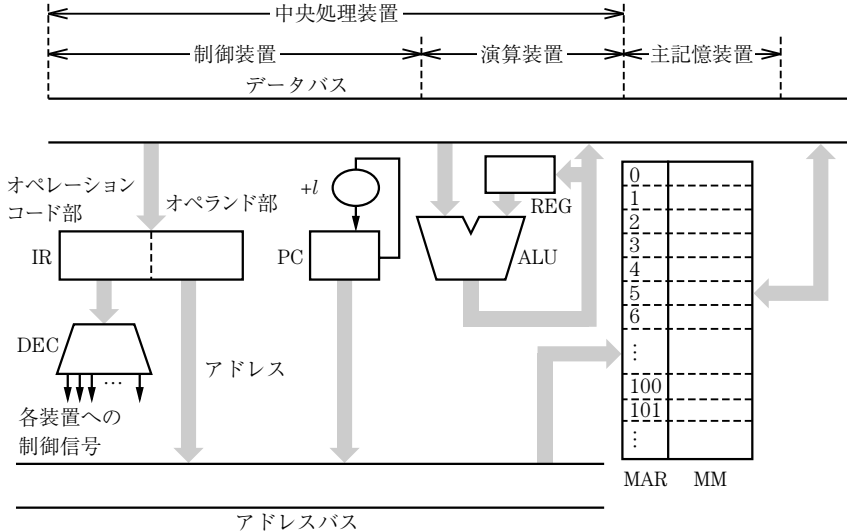 中央処理装置
制御装置
演算装置
主記憶装置
データバス
オペレーション
コード部
オペランド部
+l
REG
IR
PC
ALU
DEC
…
アドレス
各装置への
制御信号
0
1
2
3
4
5
6
⋮
100
101
⋮
MAR
MM
アドレスバス